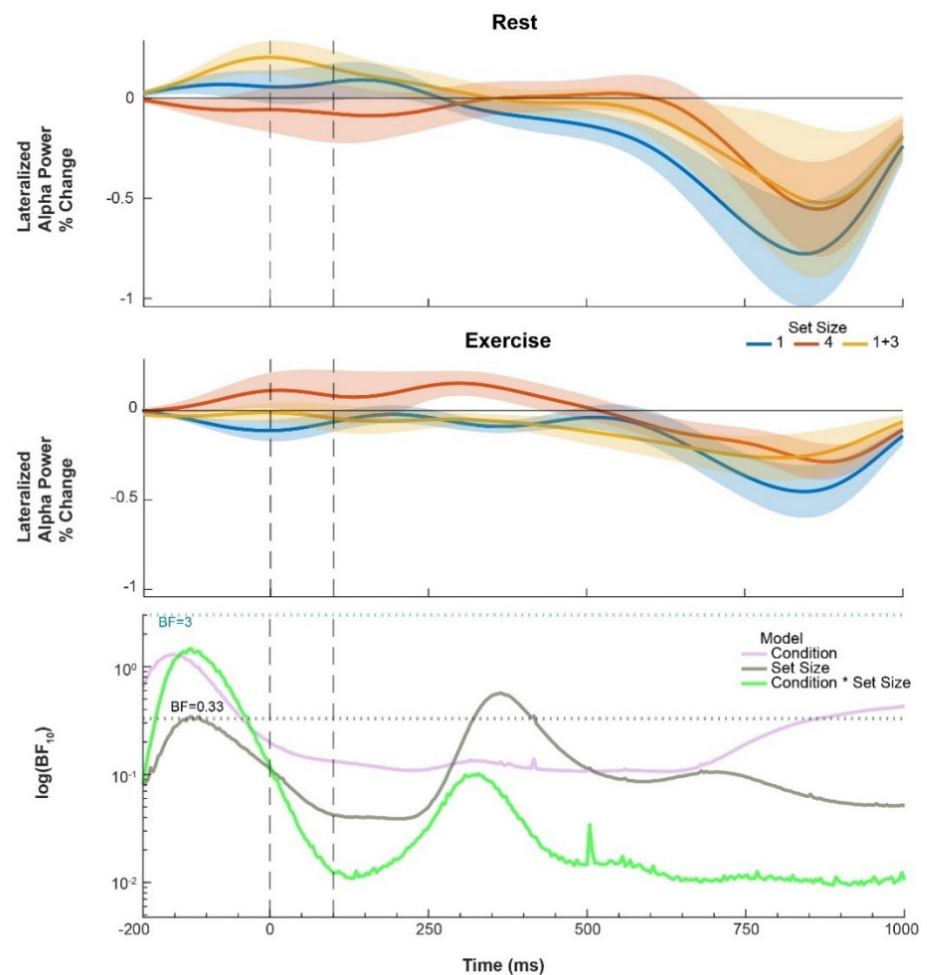 Rest
Lateralized
Alpha Power
% Change
0
-0.5
-1
Exercise
Set Size
1 4 1+3
Lateralized
Alpha Power
% Change
0
-0.5
-1
BF=3
Model
Condition
Set Size
Condition * Set Size
BF=0.33
log(BF10)
10⁰
10⁻¹
10⁻²
-200 0 250 500 750 1000
Time (ms)